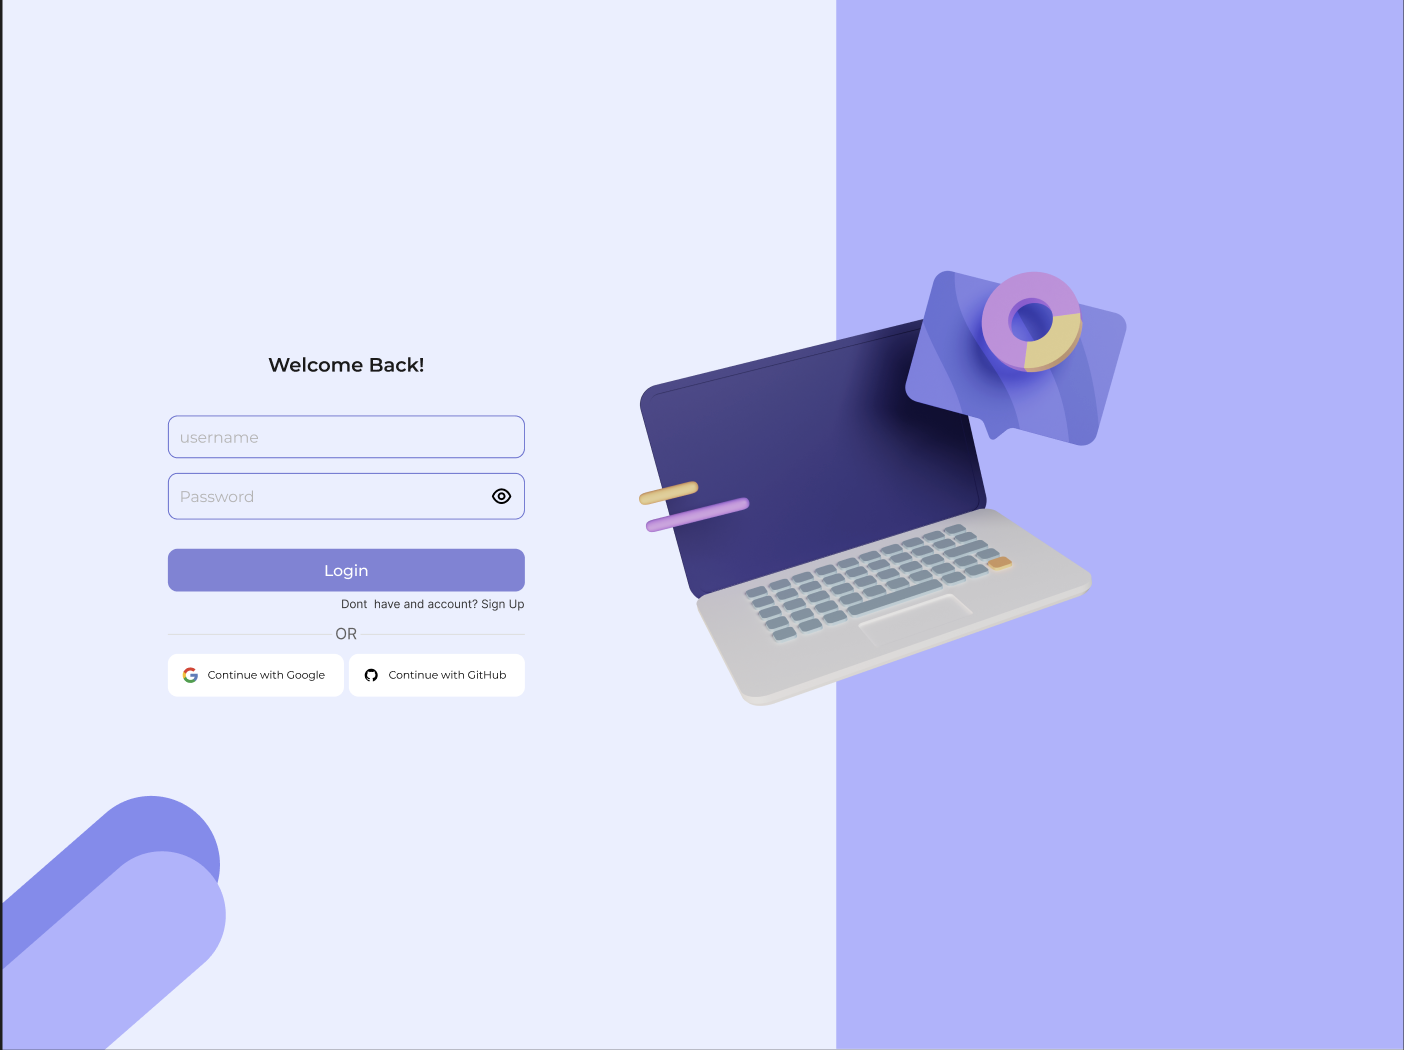 Welcome Back!
username
Password
Login
Dont  have and account? Sign Up
OR
Continue with Google
Continue with GitHub